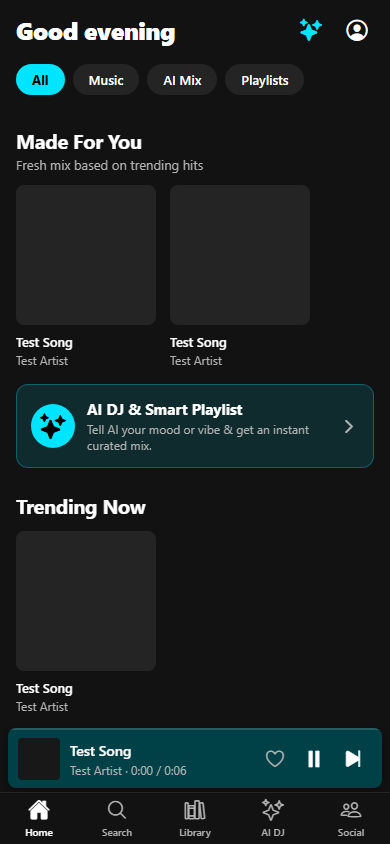 Good evening
All
Music
AI Mix
Playlists
Made For You
Fresh mix based on trending hits
Test Song
Test Artist
Test Song
Test Artist
AI DJ & Smart Playlist
Tell AI your mood or vibe & get an instant
curated mix.
Trending Now
Test Song
Test Artist
Test Song
Test Artist · 0:00 / 0:06
Home
Search
Library
AI DJ
Social